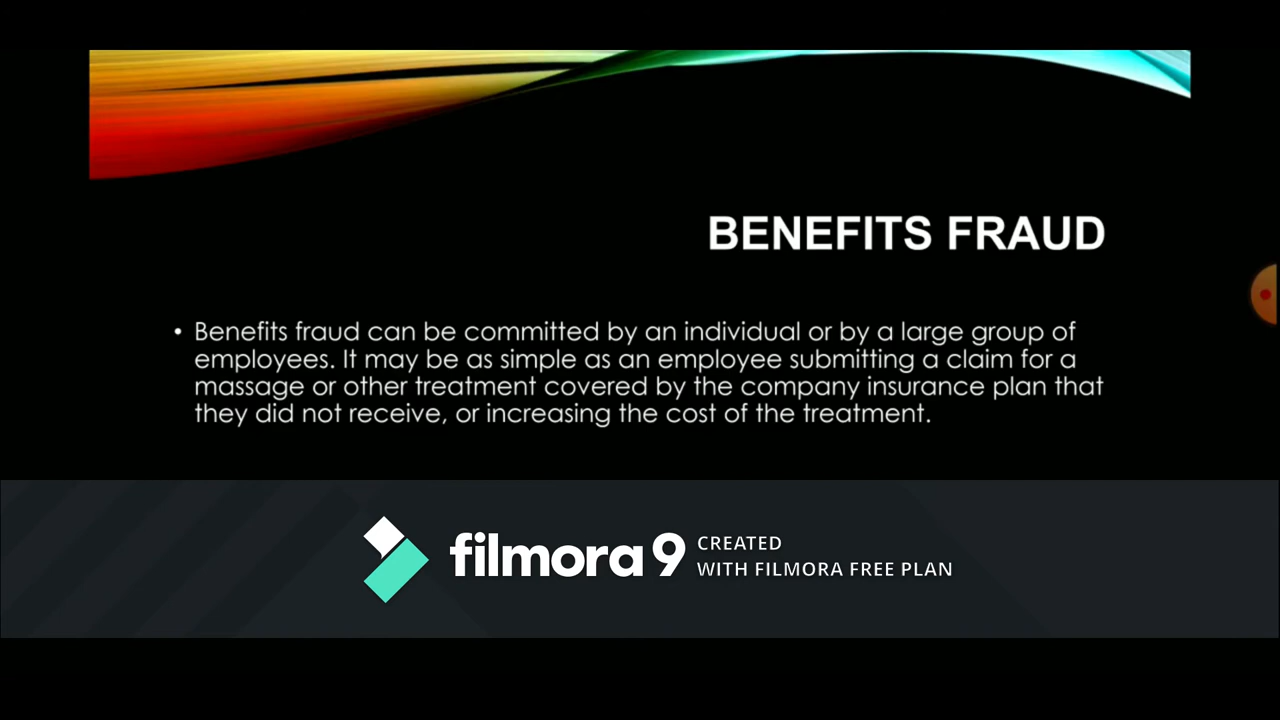 BENEFITS FRAUD
• Benefits fraud can be committed by an individual or by a large group of
employees. It may be as simple as an employee submitting a claim for a
massage or other treatment covered by the company insurance plan that
they did not receive, or increasing the cost of the treatment.
filmora 9
CREATED
WITH FILMORA FREE PLAN